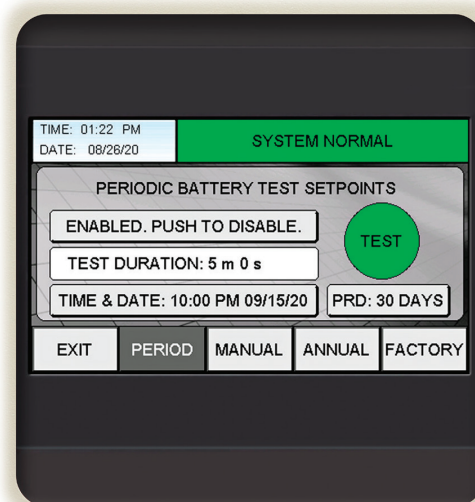 TIME: 01:22 PM
DATE: 08/26/20
SYSTEM NORMAL
PERIODIC BATTERY TEST SETPOINTS
ENABLED. PUSH TO DISABLE.
TEST
TEST DURATION: 5 m 0 s
TIME & DATE: 10:00 PM 09/15/20
PRD: 30 DAYS
EXIT
PERIOD
MANUAL
ANNUAL
FACTORY